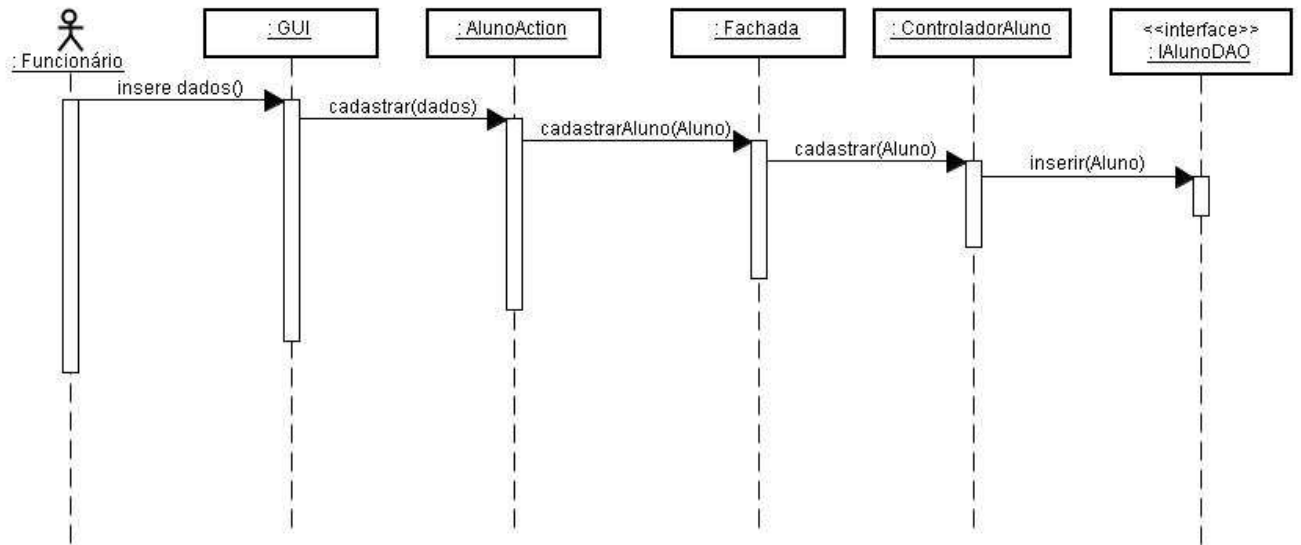 : Funcionário
: GUI
: AlunoAction
: Fachada
: ControladorAluno
<<interface>>
: IAlunoDAO
insere dados()
cadastrar(dados)
cadastrarAluno(Aluno)
cadastrar(Aluno)
inserir(Aluno)